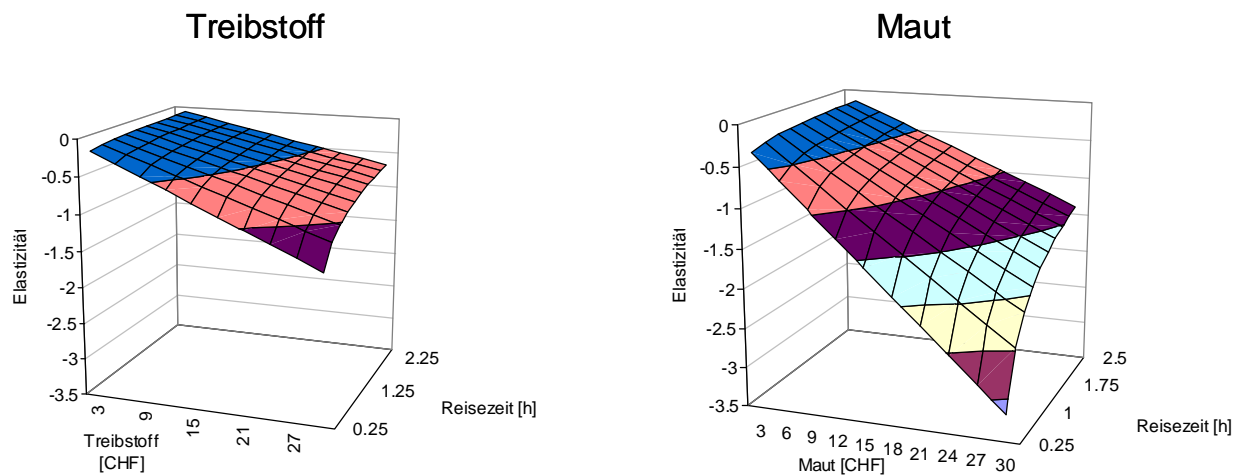 Treibstoff
0
-0.5
-1
-1.5
-2
-2.5
-3
-3.5
Elastizität
3
9
15
21
27
Treibstoff
[CHF]
0.25
1.25
2.25
Reisezeit [h]
Maut
0
-0.5
-1
-1.5
-2
-2.5
-3
-3.5
Elastizität
3 6 9 12 15 18 21 24 27 30
Maut [CHF]
0.25
1
1.75
2.5
Reisezeit [h]